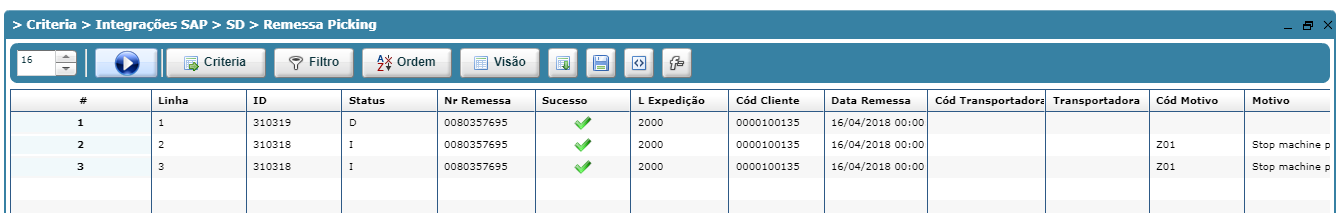 > Criteria > Integrações SAP > SD > Remessa Picking
16 Criteria Filtro Ordem Visão
# Linha ID Status Nr Remessa Sucesso L Expedição Cód Cliente Data Remessa Cód Transportadora Transportadora Cód Motivo Motivo
1 1 310319 D 0080357695 2000 0000100135 16/04/2018 00:00
2 2 310318 I 0080357695 2000 0000100135 16/04/2018 00:00 Z01 Stop machine p
3 3 310318 I 0080357695 2000 0000100135 16/04/2018 00:00 Z01 Stop machine p